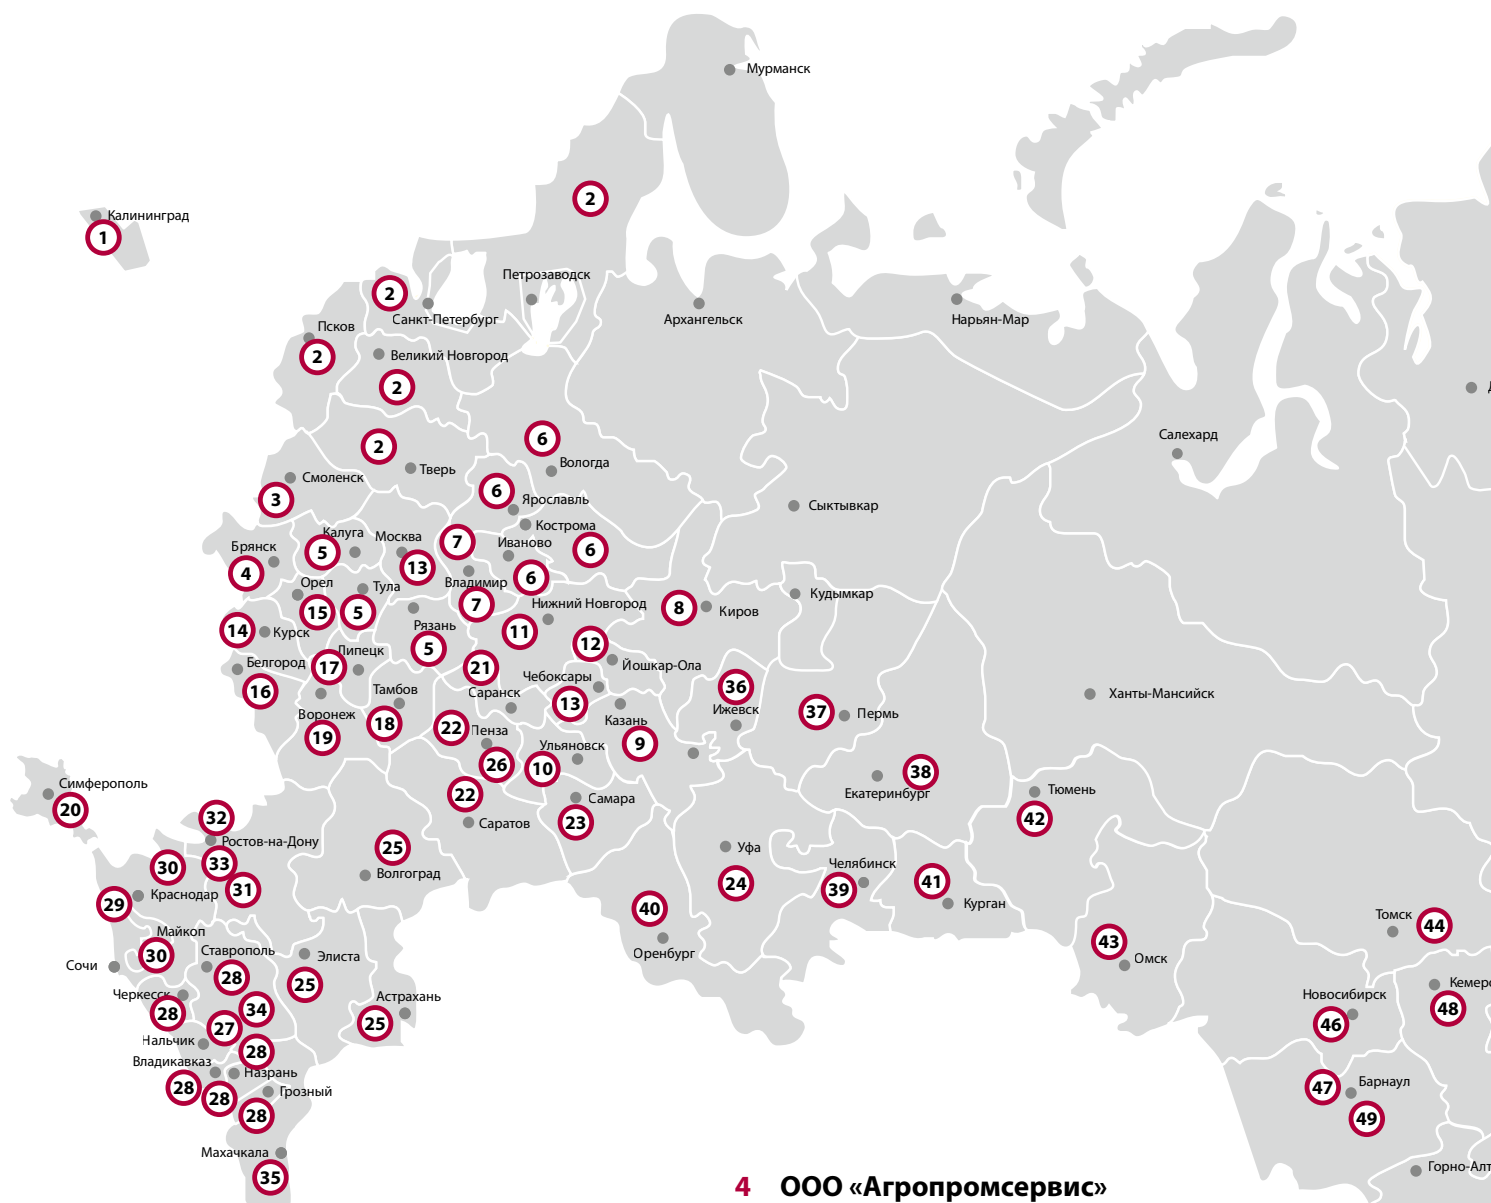 Мурманск
2
Калининград
1
Петрозаводск
2
Санкт-Петербург
Архангельск
Нарьян-Мар
Псков
2
Великий Новгород
2
Д
Салехард
6
2
Вологда
Тверь
Смоленск
3
6
Ярославль
Сыктывкар
Кострома
Калуга
Москва
7
Иваново
6
Брянск
5
13
4
Владимир
6
Орел
Тула
Кудымкар
15
5
7
Нижний Новгород
8
Киров
14
Курск
Рязань
11
5
12
Липецк
Белгород
17
21
Йошкар-Ола
16
Чебоксары
36
Тамбов
Саранск
Ханты-Мансийск
13
Казань
Ижевск
37
Пермь
Воронеж
18
22
19
Пенза
Ульяновск
9
26
10
38
Симферополь
Екатеринбург
Тюмень
20
22
Самара
32
Саратов
23
42
Ростов-на-Дону
25
Уфа
33
30
Волгоград
Челябинск
31
24
39
41
Краснодар
29
40
Курган
Томск
44
Майкоп
30
Ставрополь
Элиста
Оренбург
43
Сочи
28
Омск
25
Кемеро
Черкесск
Астрахань
Новосибирск
28
34
48
27
25
46
Нальчик
28
Владикавказ
Назрань
28
28
Грозный
47
Барнаул
28
49
Махачкала
35
Горно-Алт
4 ООО «Агропромсервис»